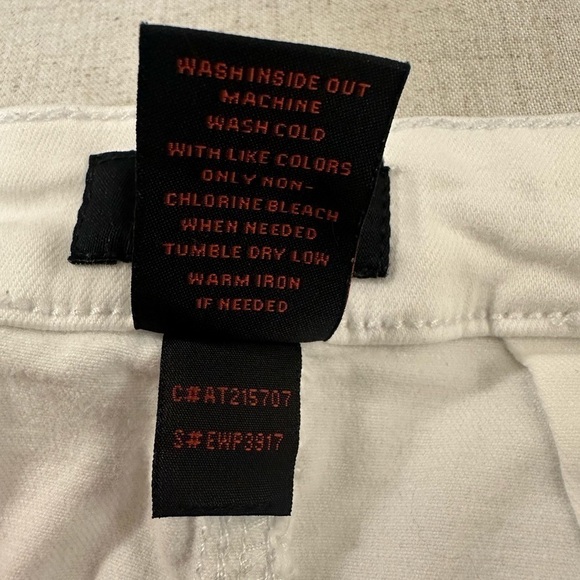 WASH INSIDE OUT
MACHINE
WASH COLD
WITH LIKE COLORS
ONLY NON-
CHLORINE BLEACH
WHEN NEEDED
TUMBLE DRY LOW
WARM IRON
IF NEEDED
C#AT215707
S#EWP3917